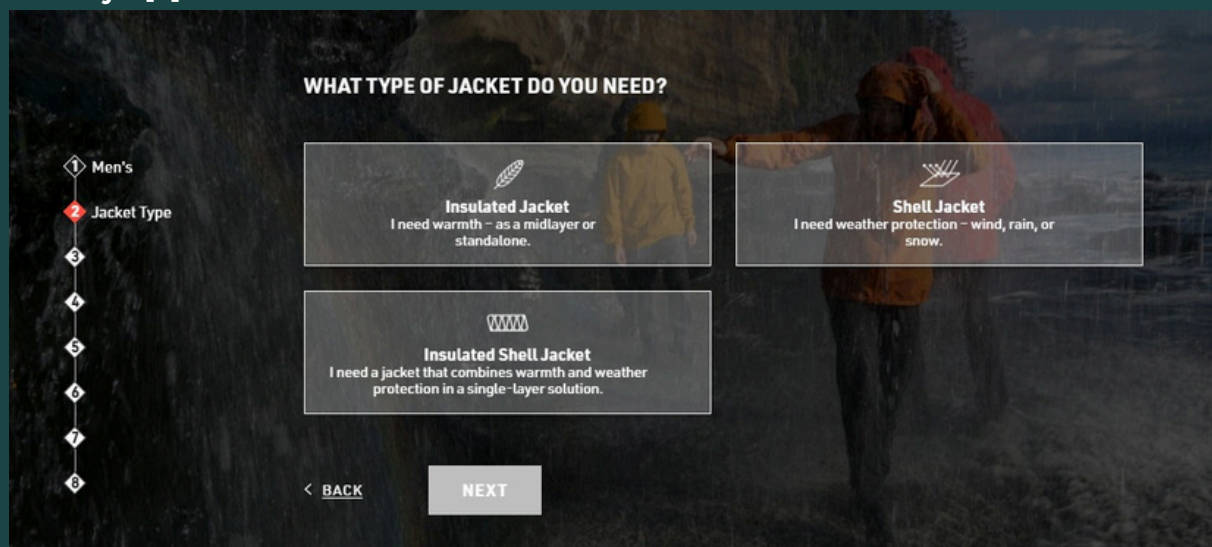 WHAT TYPE OF JACKET DO YOU NEED?
1 Men's
2 Jacket Type
3
4
5
6
7
8
Insulated Jacket
I need warmth – as a midlayer or
standalone.
Shell Jacket
I need weather protection – wind, rain, or
snow.
Insulated Shell Jacket
I need a jacket that combines warmth and weather
protection in a single-layer solution.
< BACK
NEXT